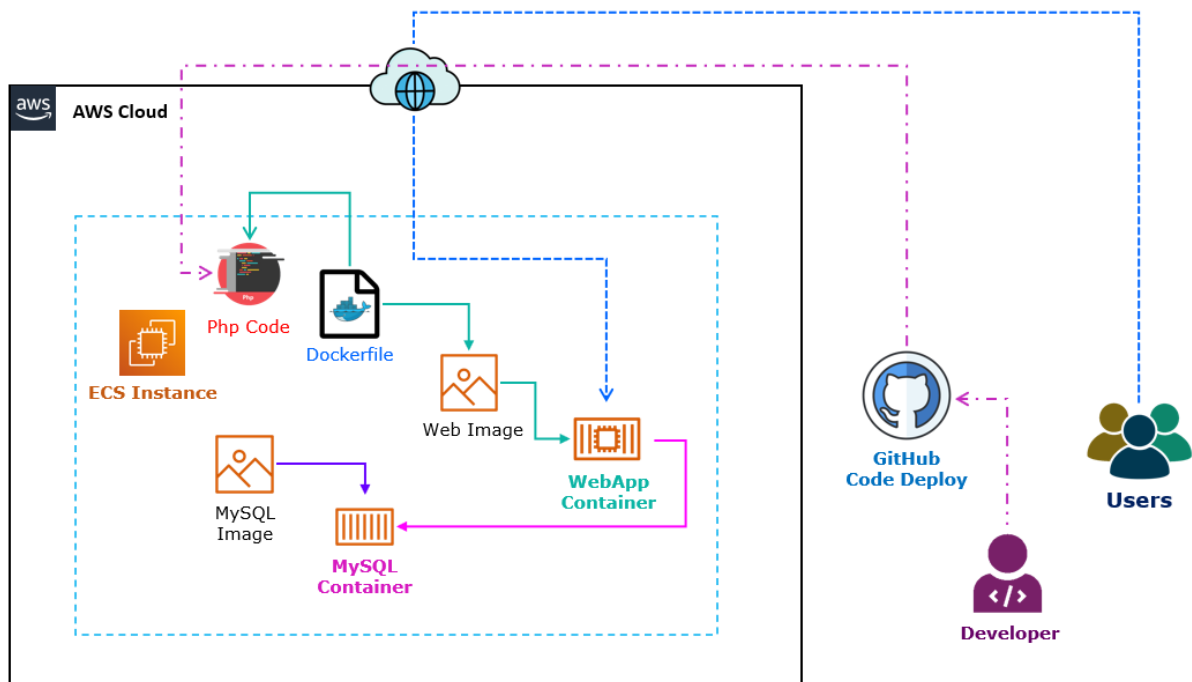 aws
AWS Cloud
Php
Php Code
Dockerfile
ECS Instance
Web Image
WebApp
Container
MySQL
Image
MySQL
Container
GitHub
Code Deploy
Users
</>
Developer